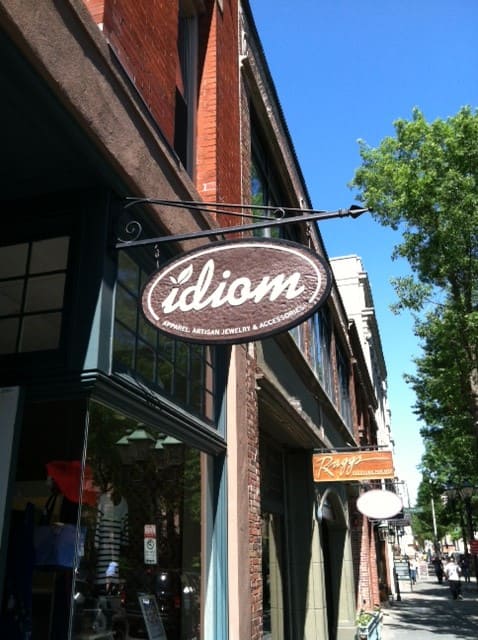 idiom
APPAREL, ARTISAN JEWELRY & ACCESSORIES
Raggs